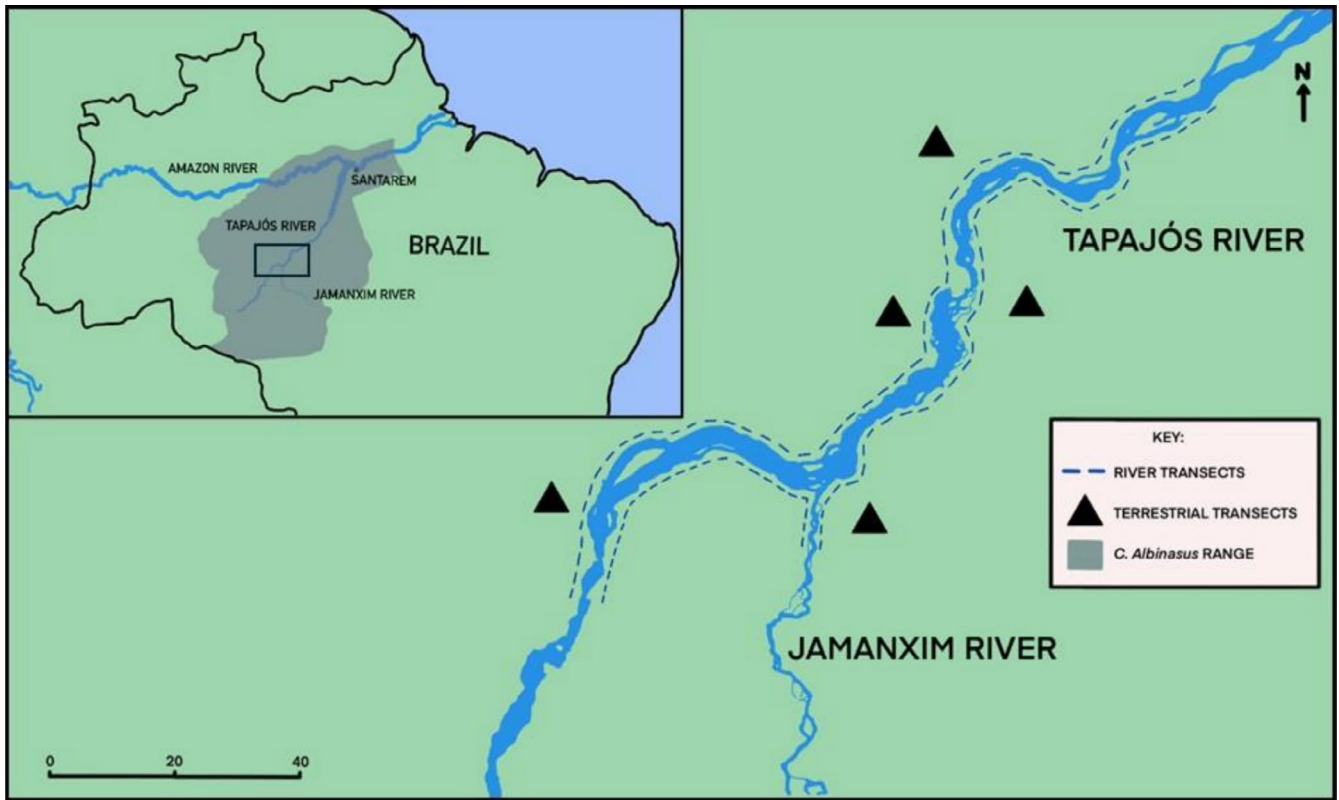 AMAZON RIVER
SANTAREM
TAPAJÓS RIVER
BRAZIL
JAMANXIM RIVER
N
TAPAJÓS RIVER
KEY:
RIVER TRANSECTS
TERRESTRIAL TRANSECTS
C. Albinasus RANGE
JAMANXIM RIVER
0 20 40